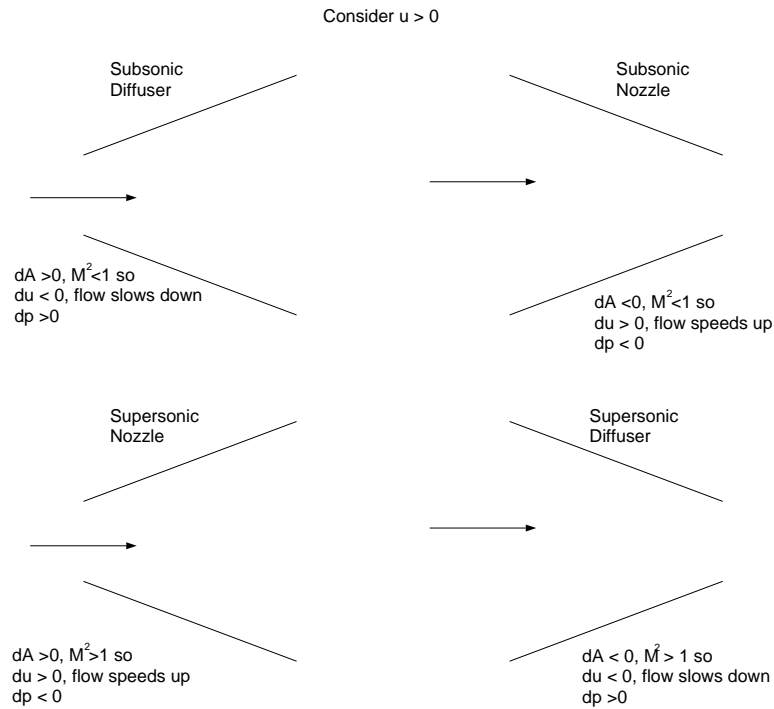 Consider u > 0
Subsonic
Diffuser
Subsonic
Nozzle
dA >0, M²<1 so
du < 0, flow slows down
dp >0
dA <0, M²<1 so
du > 0, flow speeds up
dp < 0
Supersonic
Nozzle
Supersonic
Diffuser
dA >0, M²>1 so
du > 0, flow speeds up
dp < 0
dA < 0, M² > 1 so
du < 0, flow slows down
dp >0